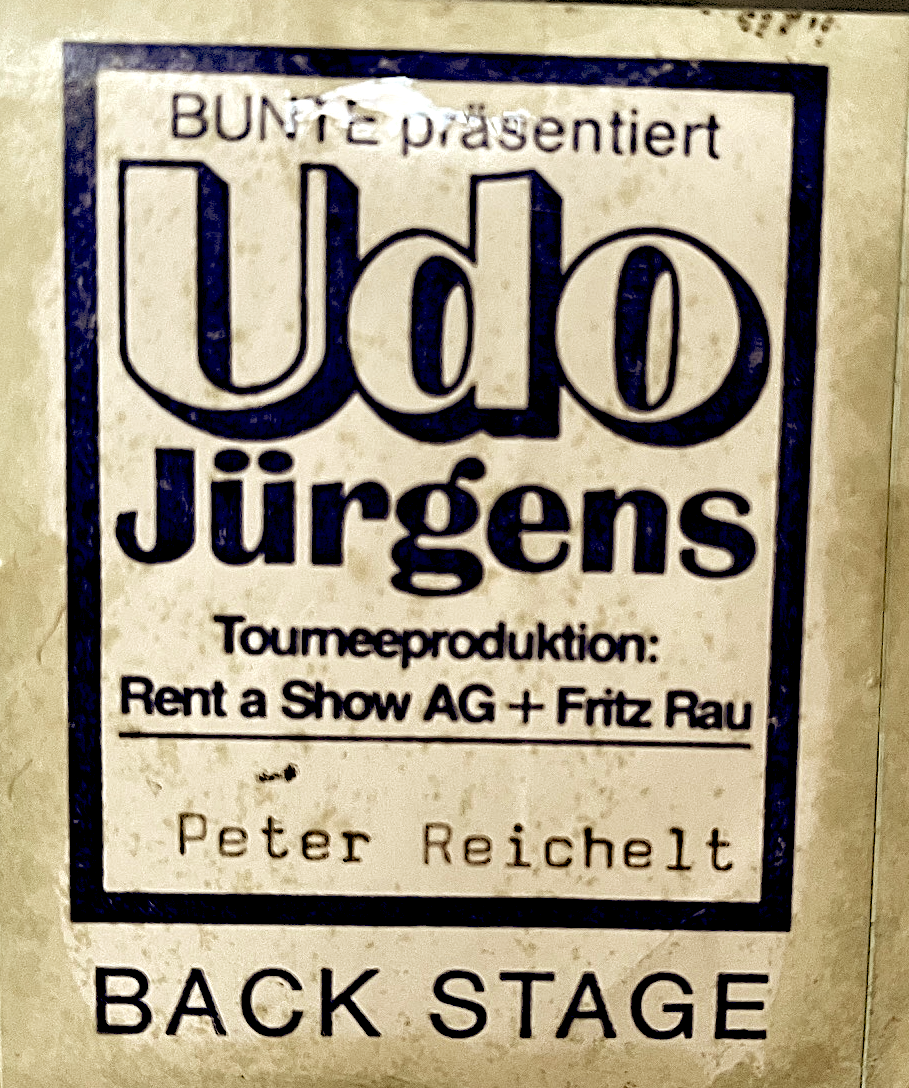 BUNTE präsentiert
Udo
Jürgens
Tourneeproduktion:
Rent a Show AG + Fritz Rau
Peter Reichelt
BACK STAGE